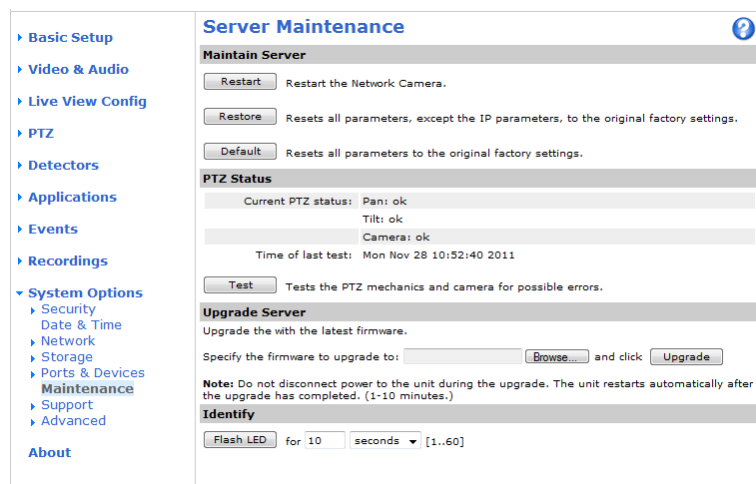 Basic Setup
Video & Audio
Live View Config
PTZ
Detectors
Applications
Events
Recordings
System Options
Security
Date & Time
Network
Storage
Ports & Devices
Maintenance
Support
Advanced
About
Server Maintenance
?
Maintain Server
Restart Restart the Network Camera.
Restore Resets all parameters, except the IP parameters, to the original factory settings.
Default Resets all parameters to the original factory settings.
PTZ Status
Current PTZ status: Pan: ok
Tilt: ok
Camera: ok
Time of last test: Mon Nov 28 10:52:40 2011
Test Tests the PTZ mechanics and camera for possible errors.
Upgrade Server
Upgrade the with the latest firmware.
Specify the firmware to upgrade to: Browse... and click Upgrade
Note: Do not disconnect power to the unit during the upgrade. The unit restarts automatically after
the upgrade has completed. (1-10 minutes.)
Identify
Flash LED for 10 seconds [1..60]